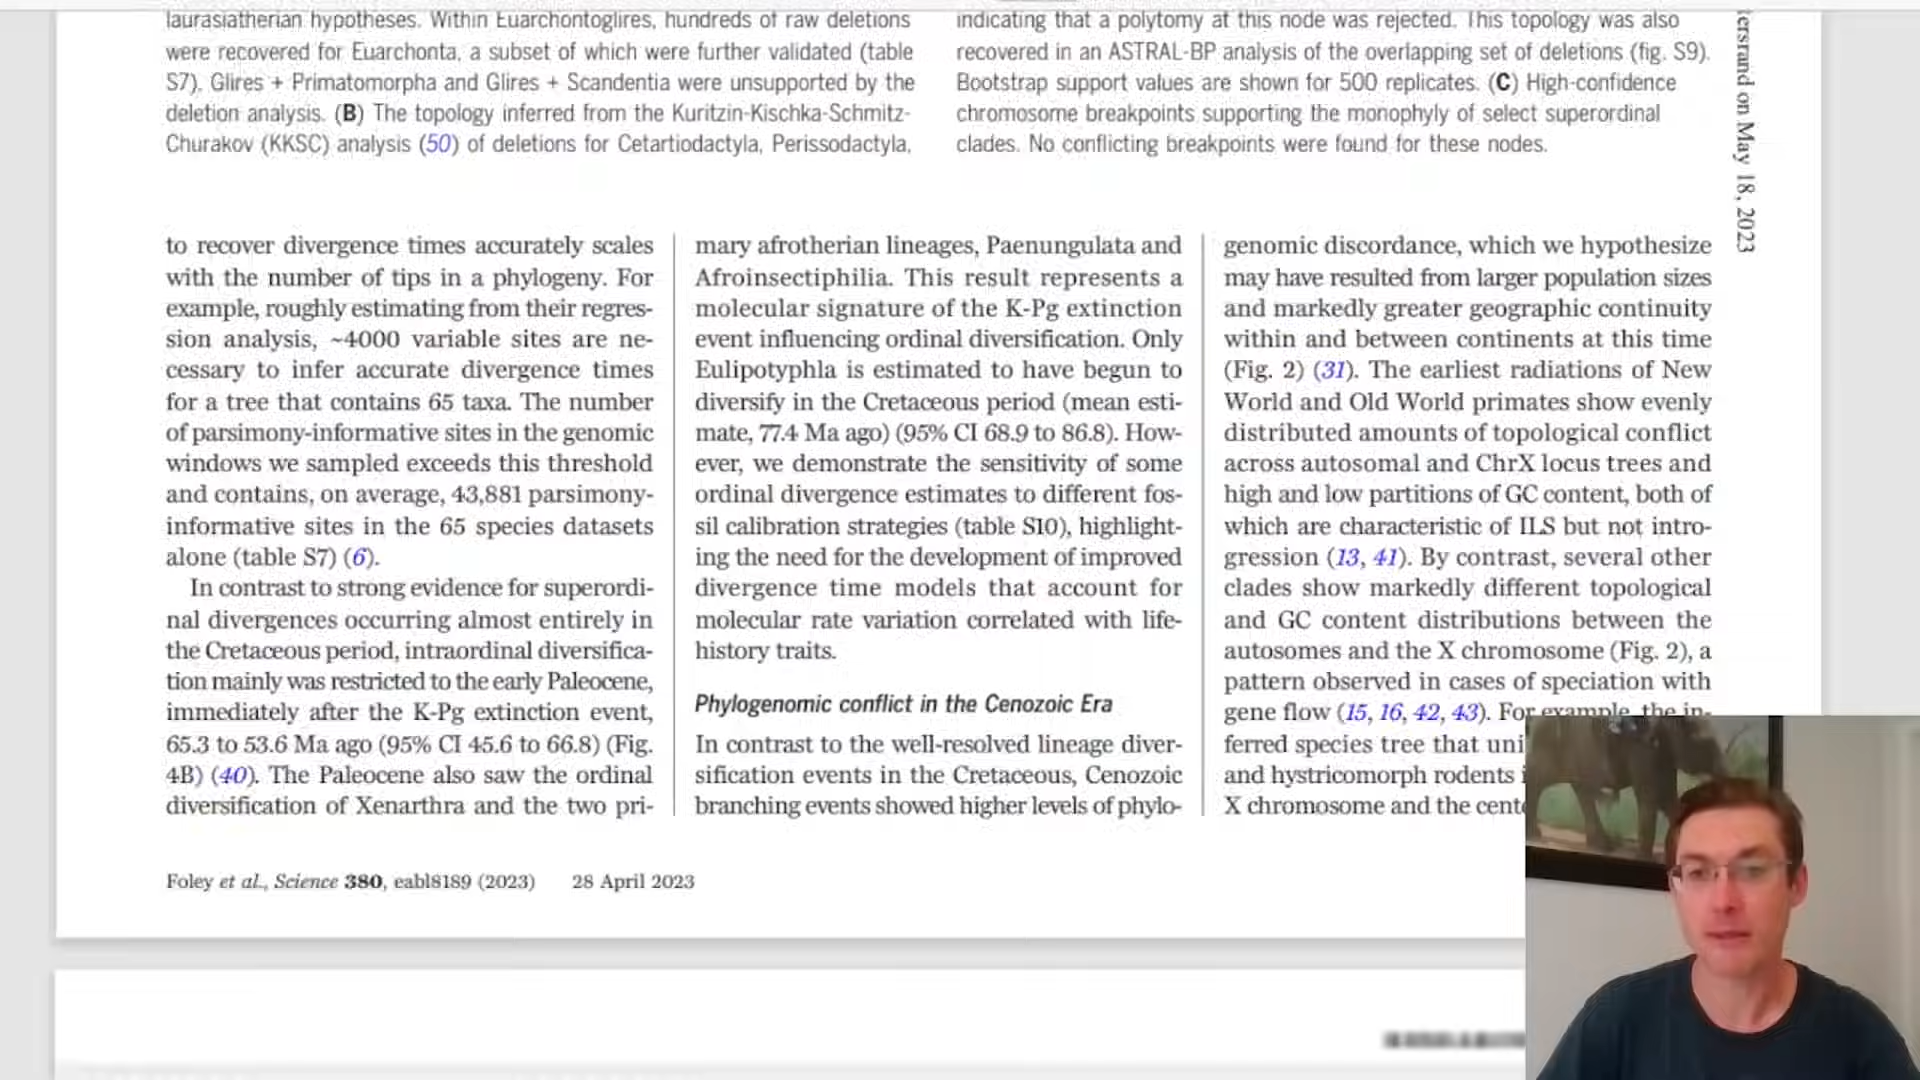 laurasiatherian hypotheses. Within Euarchontoglires, hundreds of raw deletions
were recovered for Euarchonta, a subset of which were further validated (table
S7). Glires + Primatomorpha and Glires + Scandentia were unsupported by the
deletion analysis. (B) The topology inferred from the Kuritzin-Kischka-Schmitz-
Churakov (KKSC) analysis (50) of deletions for Cetartiodactyla, Perissodactyla,
indicating that a polytomy at this node was rejected. This topology was also
recovered in an ASTRAL-BP analysis of the overlapping set of deletions (fig. S9).
Bootstrap support values are shown for 500 replicates. (C) High-confidence
chromosome breakpoints supporting the monophyly of select superordinal
clades. No conflicting breakpoints were found for these nodes.
tersrand on May 18, 2023
to recover divergence times accurately scales
with the number of tips in a phylogeny. For
example, roughly estimating from their regres-
sion analysis, ~4000 variable sites are ne-
cessary to infer accurate divergence times
for a tree that contains 65 taxa. The number
of parsimony-informative sites in the genomic
windows we sampled exceeds this threshold
and contains, on average, 43,881 parsimony-
informative sites in the 65 species datasets
alone (table S7) (6).
In contrast to strong evidence for superordi-
nal divergences occurring almost entirely in
the Cretaceous period, intraordinal diversifica-
tion mainly was restricted to the early Paleocene,
immediately after the K-Pg extinction event,
65.3 to 53.6 Ma ago (95% CI 45.6 to 66.8) (Fig.
4B) (40). The Paleocene also saw the ordinal
diversification of Xenarthra and the two pri-
mary afrotherian lineages, Paenungulata and
Afroinsectiphilia. This result represents a
molecular signature of the K-Pg extinction
event influencing ordinal diversification. Only
Eulipotyphla is estimated to have begun to
diversify in the Cretaceous period (mean esti-
mate, 77.4 Ma ago) (95% CI 68.9 to 86.8). How-
ever, we demonstrate the sensitivity of some
ordinal divergence estimates to different fos-
sil calibration strategies (table S10), highlight-
ing the need for the development of improved
divergence time models that account for
molecular rate variation correlated with life-
history traits.
Phylogenomic conflict in the Cenozoic Era
In contrast to the well-resolved lineage diver-
sification events in the Cretaceous, Cenozoic
branching events showed higher levels of phylo-
genomic discordance, which we hypothesize
may have resulted from larger population sizes
and markedly greater geographic continuity
within and between continents at this time
(Fig. 2) (31). The earliest radiations of New
World and Old World primates show evenly
distributed amounts of topological conflict
across autosomal and ChrX locus trees and
high and low partitions of GC content, both of
which are characteristic of ILS but not intro-
gression (13, 41). By contrast, several other
clades show markedly different topological
and GC content distributions between the
autosomes and the X chromosome (Fig. 2), a
pattern observed in cases of speciation with
gene flow (15, 16, 42, 43). For example, the in-
ferred species tree that uni
and hystricomorph rodents i
X chromosome and the cent
Foley et al., Science 380, eabl8189 (2023) 28 April 2023